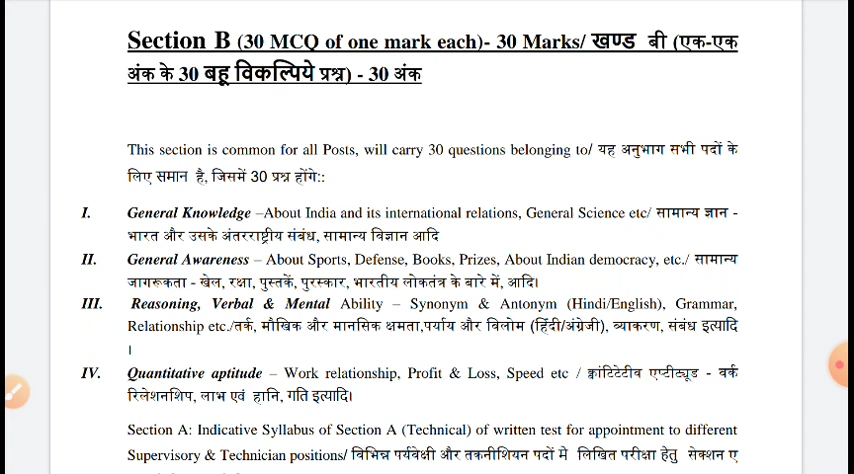 Section B (30 MCQ of one mark each)- 30 Marks/ खण्ड बी (एक-एक
अंक के 30 बहू विकल्पिये प्रश्न) - 30 अंक
This section is common for all Posts, will carry 30 questions belonging to/ यह अनुभाग सभी पदों के
लिए समान है, जिसमें 30 प्रश्न होंगे::
I. General Knowledge –About India and its international relations, General Science etc/ सामान्य ज्ञान -
भारत और उसके अंतरराष्ट्रीय संबंध, सामान्य विज्ञान आदि
II. General Awareness – About Sports, Defense, Books, Prizes, About Indian democracy, etc./ सामान्य
जागरूकता - खेल, रक्षा, पुस्तकें, पुरस्कार, भारतीय लोकतंत्र के बारे में, आदि।
III. Reasoning, Verbal & Mental Ability – Synonym & Antonym (Hindi/English), Grammar,
Relationship etc./तर्क, मौखिक और मानसिक क्षमता,पर्याय और विलोम (हिंदी/अंग्रेजी), व्याकरण, संबंध इत्यादि
।
IV. Quantitative aptitude – Work relationship, Profit & Loss, Speed etc / क्वांटिटेटीव एप्टीट्यूड - वर्क
रिलेशनशिप, लाभ एवं हानि, गति इत्यादि।
Section A: Indicative Syllabus of Section A (Technical) of written test for appointment to different
Supervisory & Technician positions/ विभिन्न पर्यवेक्षी और तकनीशियन पदों मे लिखित परीक्षा हेतु सेक्शन ए